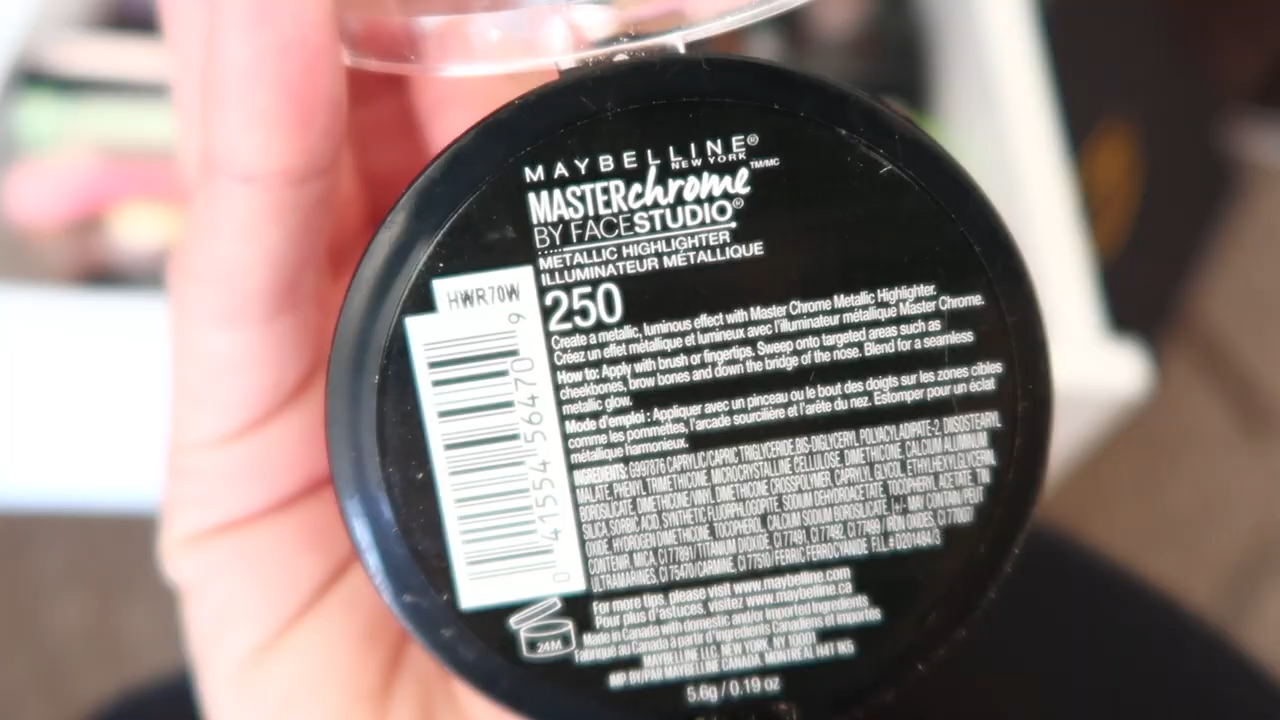 MAYBELLINE®
NEW YORK
MASTERchrome™/MC
BY FACESTUDIO®
METALLIC HIGHLIGHTER
ILLUMINATEUR MÉTALLIQUE
250
HWR70W
0 41554 56470 9
Create a metallic, luminous effect with Master Chrome Metallic Highlighter.
Créez un effet métallique et lumineux avec l'illuminateur métallique Master Chrome.
How to: Apply with brush or fingertips. Sweep onto targeted areas such as
cheekbones, brow bones and down the bridge of the nose. Blend for a seamless
metallic glow.
Mode d'emploi : Appliquer avec un pinceau ou le bout des doigts sur les zones cibles
comme les pommettes, l'arcade sourcilière et l'arête du nez. Estomper pour un éclat
métallique harmonieux.
INGREDIENTS: G997876 CAPRYLIC/CAPRIC TRIGLYCERIDE, BIS-DIGLYCERYL POLYACYLADIPATE-2, DIISOSTEARYL
MALATE, PHENYL TRIMETHICONE, MICROCRYSTALLINE CELLULOSE, DIMETHICONE, CALCIUM ALUMINUM
BOROSILICATE, DIMETHICONE/VINYL DIMETHICONE CROSSPOLYMER, CAPRYLYL GLYCOL, ETHYLHEXYLGLYCERIN,
SILICA, SORBIC ACID, SYNTHETIC FLUORPHLOGOPITE, SODIUM DEHYDROACETATE, TOCOPHERYL ACETATE, TIN
OXIDE, HYDROGEN DIMETHICONE, TOCOPHEROL, CALCIUM SODIUM BOROSILICATE, [+/- MAY CONTAIN/PEUT
CONTENIR, MICA, CI 77891/TITANIUM DIOXIDE, CI 77491, CI 77492, CI 77499 / IRON OXIDES, CI 77007
ULTRAMARINES, CI 75470/CARMINE, CI 77510/ FERRIC FERROCYANIDE F.I.L.# D201484/3
For more tips, please visit www.maybelline.com
Pour plus d'astuces, visitez www.maybelline.ca
Made in Canada with domestic and/or imported ingredients
Fabriqué au Canada à partir d'ingrédients Canadiens et importés
MAYBELLINE LLC, NEW YORK, NY 10001
IMP. BY/PAR MAYBELLINE CANADA, MONTREAL H4T 1K5
24M
5.6g / 0.19 oz